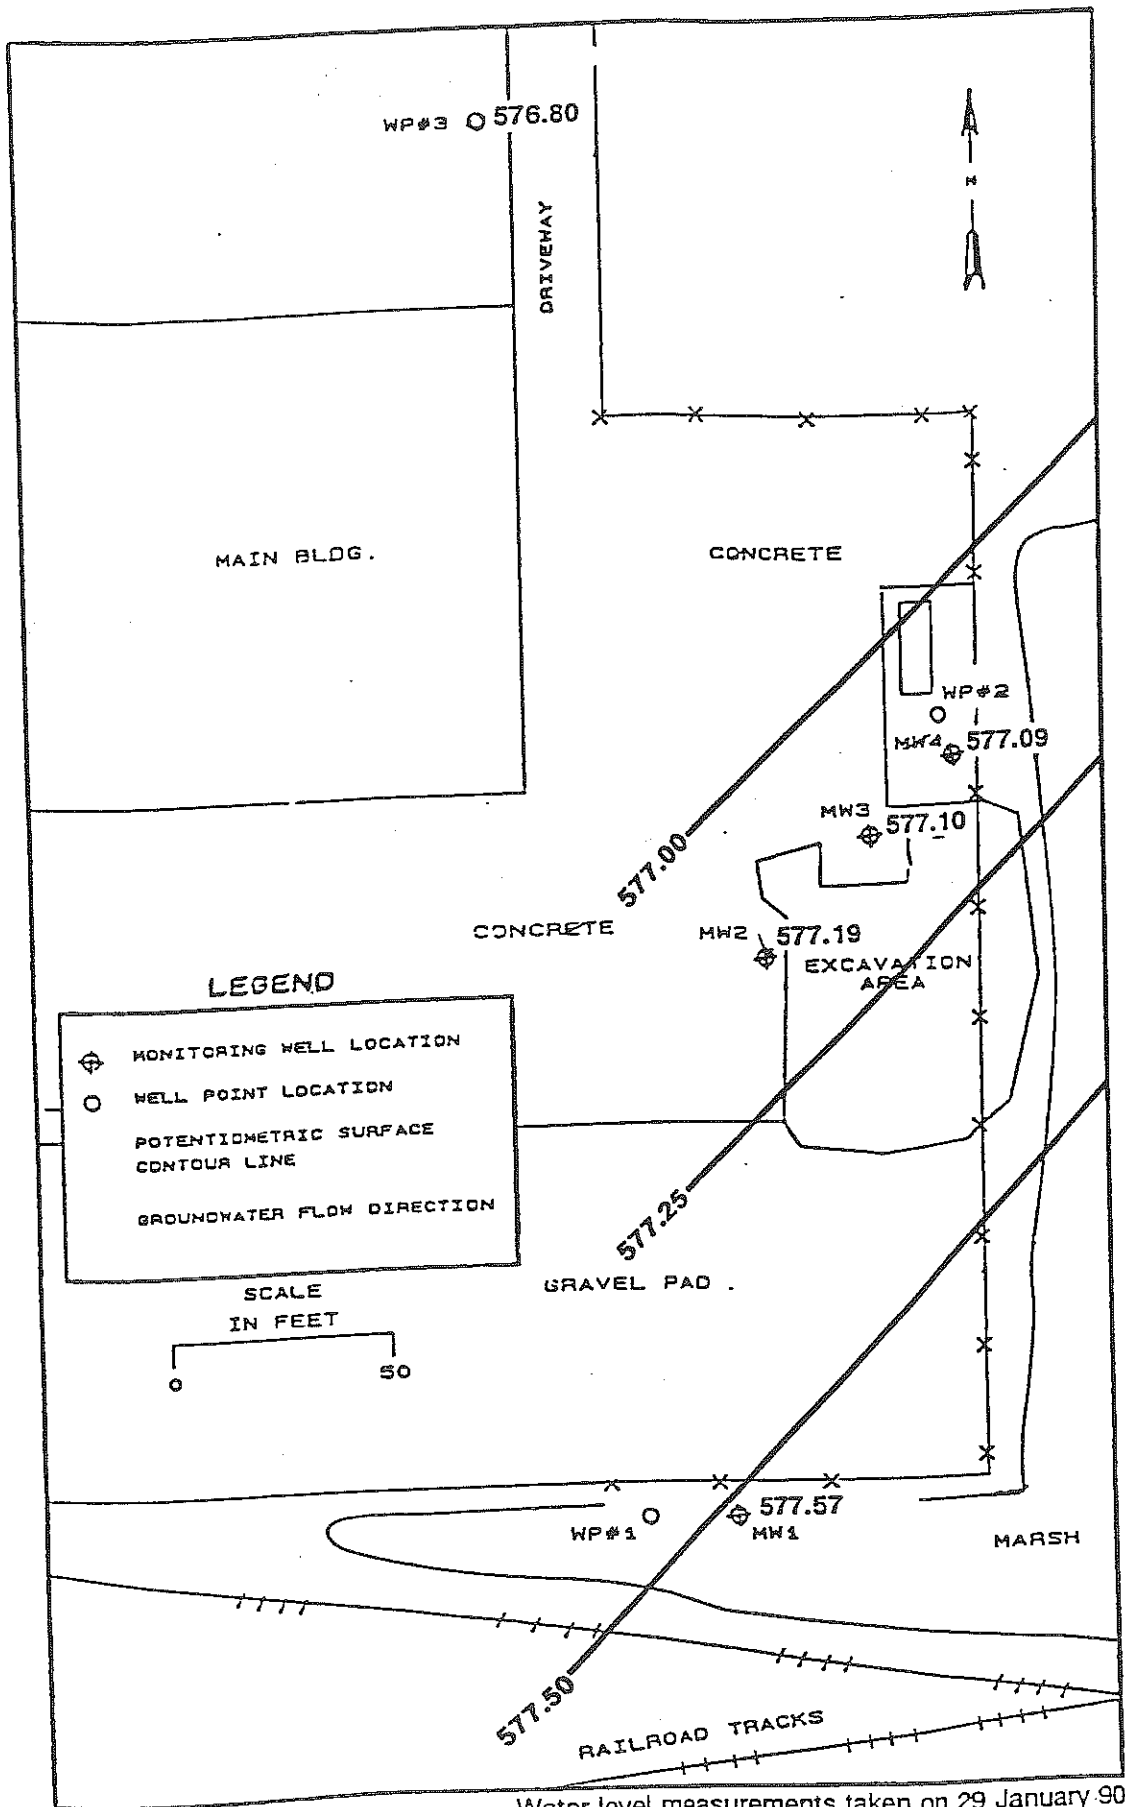 WP#3
576.80
N
DRIVEWAY
MAIN BLDG.
CONCRETE
WP#2
MW4
577.09
MW3
577.10
577.00
CONCRETE
MW2
577.19
EXCAVATION
AREA
LEGEND
MONITORING WELL LOCATION
WELL POINT LOCATION
POTENTIOMETRIC SURFACE
CONTOUR LINE
GROUNDWATER FLOW DIRECTION
577.25
GRAVEL PAD .
SCALE
IN FEET
0
50
577.57
WP#1
MW1
MARSH
577.50
RAILROAD TRACKS
Water level measurements taken on 29 January 90